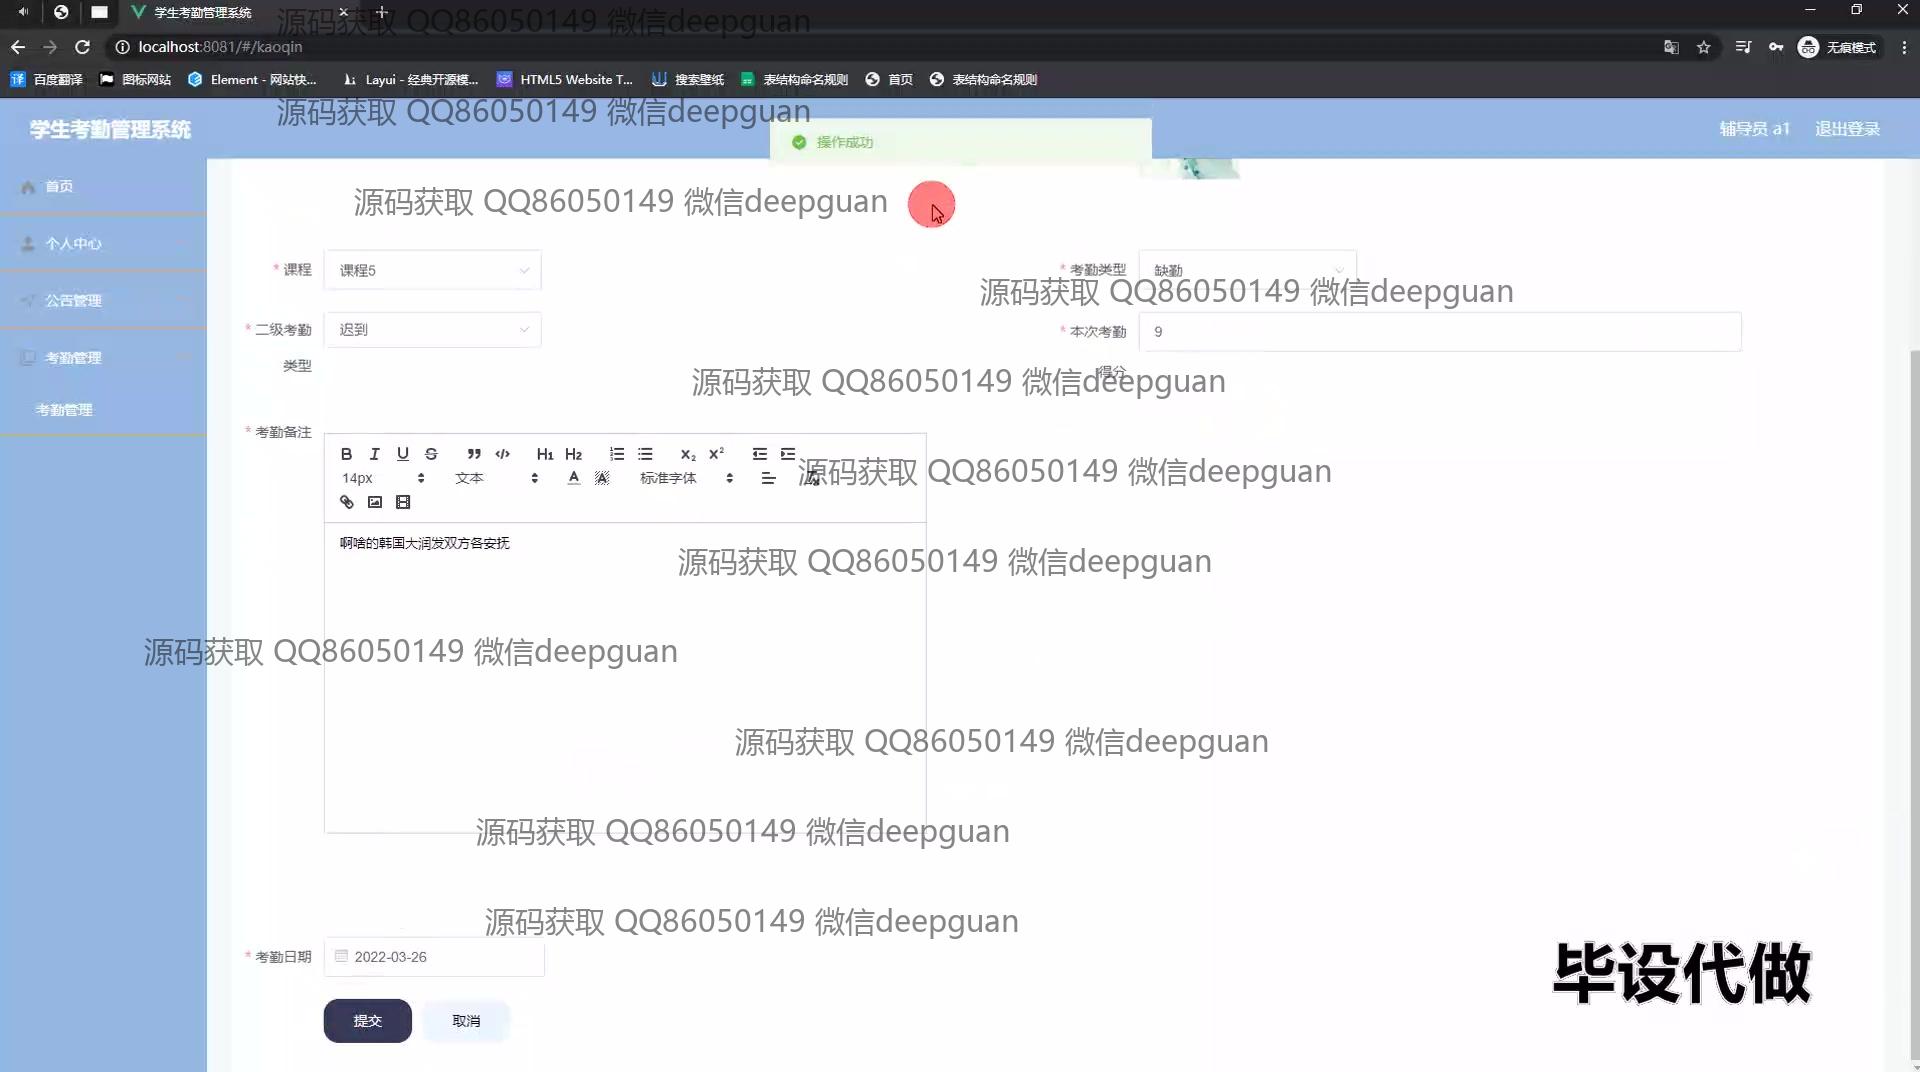 学生考勤管理系统
源码获取 QQ86050149 微信deepguan
localhost:8081/#/kaoqin
无痕模式
百度翻译
图标网站
Element - 网站快...
Layui - 经典开源模...
HTML5 Website T...
搜索壁纸
表结构命名规则
首页
表结构命名规则
源码获取 QQ86050149 微信deepguan
学生考勤管理系统
辅导员 a1
退出登录
操作成功
首页
源码获取 QQ86050149 微信deepguan
个人中心
* 课程
课程5
* 考勤类型
缺勤
源码获取 QQ86050149 微信deepguan
公告管理
* 二级考勤
类型
迟到
* 本次考勤
得分
9
考勤管理
源码获取 QQ86050149 微信deepguan
考勤管理
* 考勤备注
B I U S ” </> H1 H2 x₂ x²
14px
文本
A
标准字体
源码获取 QQ86050149 微信deepguan
啊啥的韩国大润发双方各安抚
源码获取 QQ86050149 微信deepguan
源码获取 QQ86050149 微信deepguan
源码获取 QQ86050149 微信deepguan
源码获取 QQ86050149 微信deepguan
源码获取 QQ86050149 微信deepguan
* 考勤日期
2022-03-26
毕设代做
提交
取消